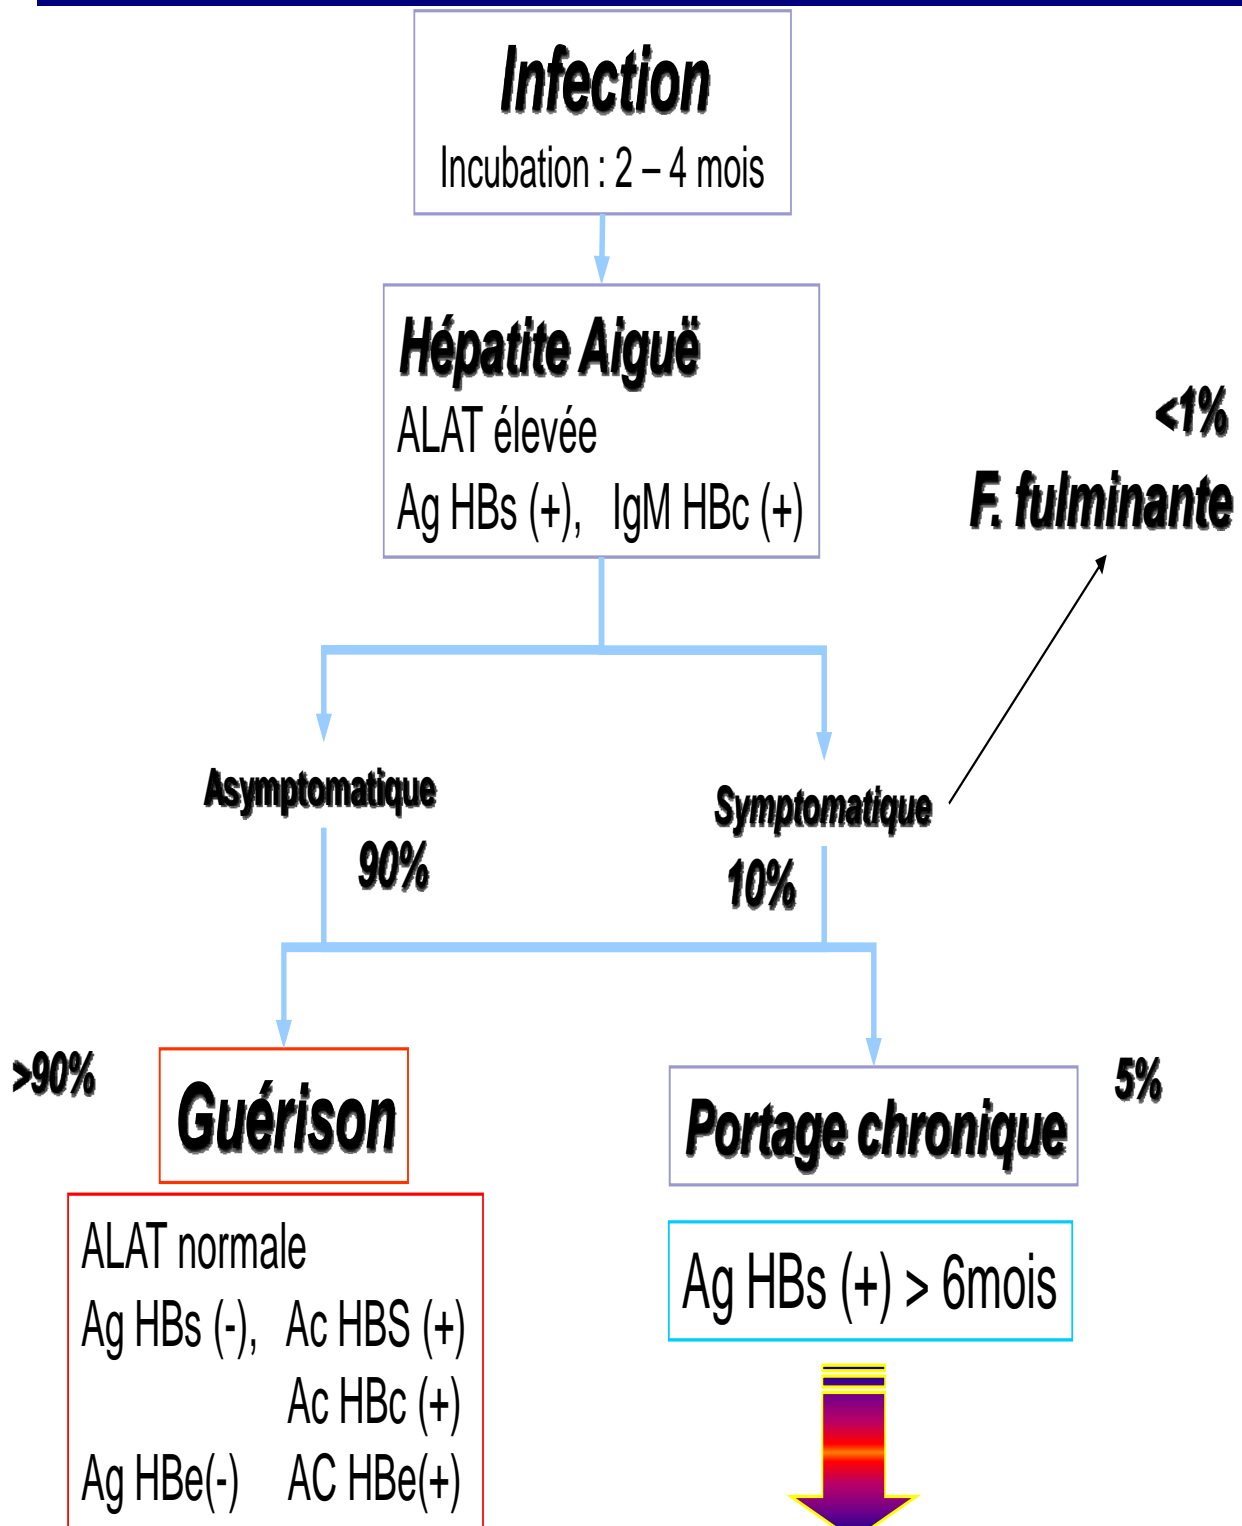 Infection
Incubation : 2 – 4 mois
Hépatite Aiguë
ALAT élevée
Ag HBs (+), IgM HBc (+)
<1%
F. fulminante
Asymptomatique
90%
Symptomatique
10%
>90%
Guérison
ALAT normale
Ag HBs (-), Ac HBS (+)
Ac HBc (+)
Ag HBe(-) AC HBe(+)
5%
Portage chronique
Ag HBs (+) > 6mois